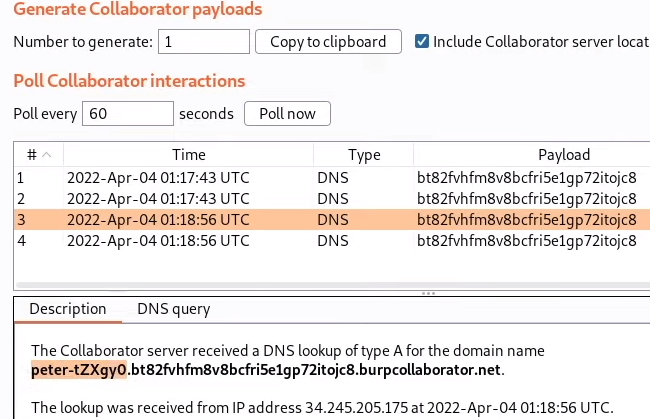 Generate Collaborator payloads
Number to generate: 1 Copy to clipboard Include Collaborator server locat
Poll Collaborator interactions
Poll every 60 seconds Poll now
# Time Type Payload
1 2022-Apr-04 01:17:43 UTC DNS bt82fvhfm8v8bcfri5e1gp72itojc8
2 2022-Apr-04 01:17:43 UTC DNS bt82fvhfm8v8bcfri5e1gp72itojc8
3 2022-Apr-04 01:18:56 UTC DNS bt82fvhfm8v8bcfri5e1gp72itojc8
4 2022-Apr-04 01:18:56 UTC DNS bt82fvhfm8v8bcfri5e1gp72itojc8
Description DNS query
The Collaborator server received a DNS lookup of type A for the domain name
peter-tZXgy0.bt82fvhfm8v8bcfri5e1gp72itojc8.burpcollaborator.net.
The lookup was received from IP address 34.245.205.175 at 2022-Apr-04 01:18:56 UTC.